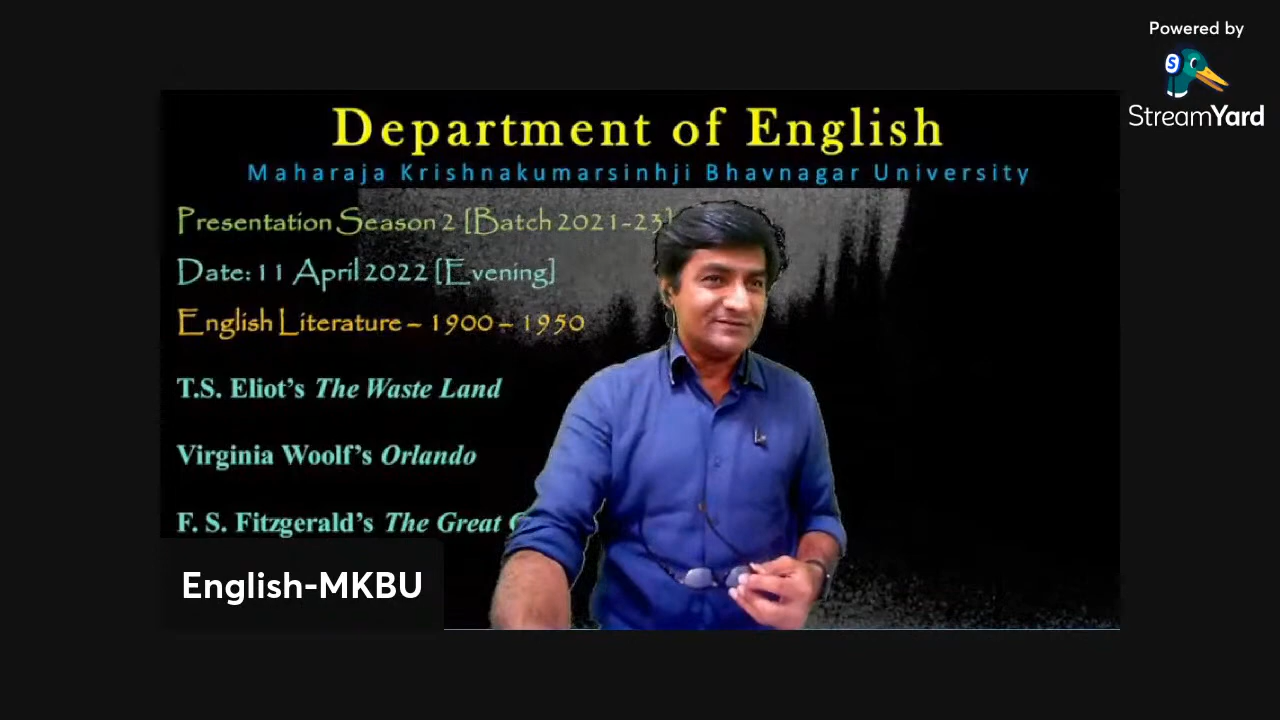 Powered by
StreamYard
Department of English
Maharaja Krishnakumarsinhji Bhavnagar University
Presentation Season 2 [Batch 2021-23]
Date: 11 April 2022 [Evening]
English Literature – 1900 – 1950
T.S. Eliot's The Waste Land
Virginia Woolf's Orlando
F. S. Fitzgerald's The Great
English-MKBU